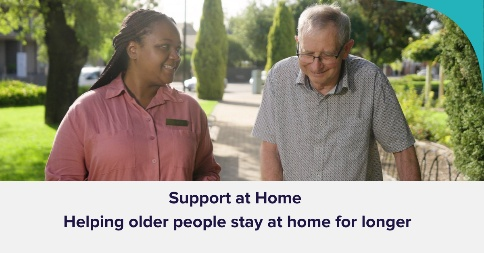 Support at Home
Helping older people stay at home for longer